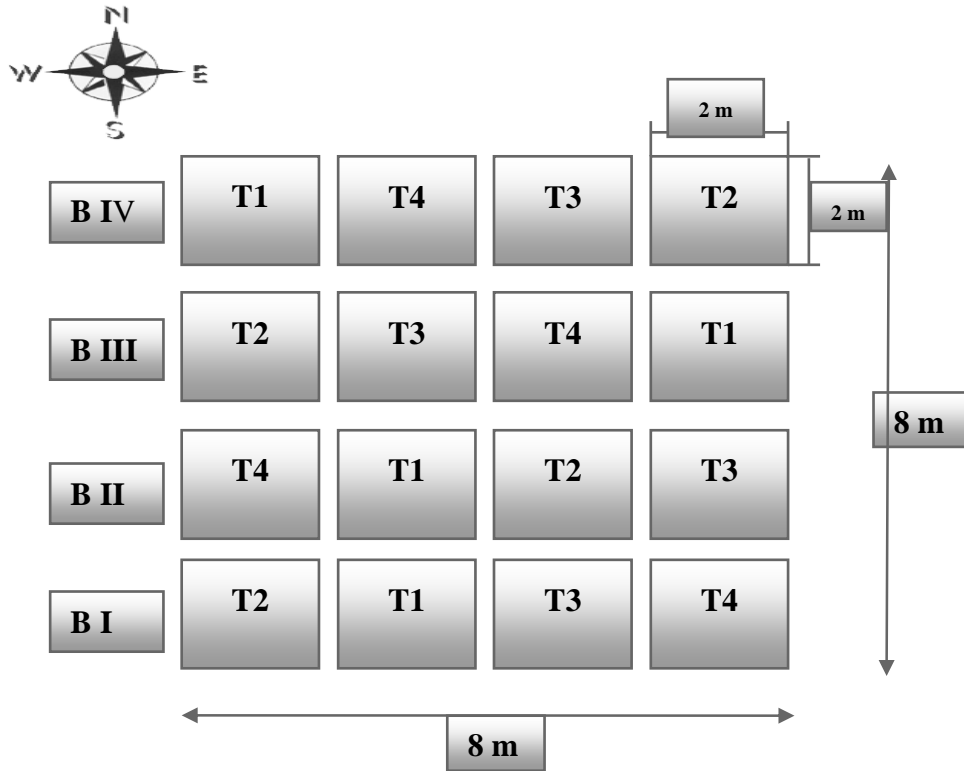 N
W E
S
2 m
B IV T1 T4 T3 T2 2 m
B III T2 T3 T4 T1
8 m
B II T4 T1 T2 T3
B I T2 T1 T3 T4
8 m